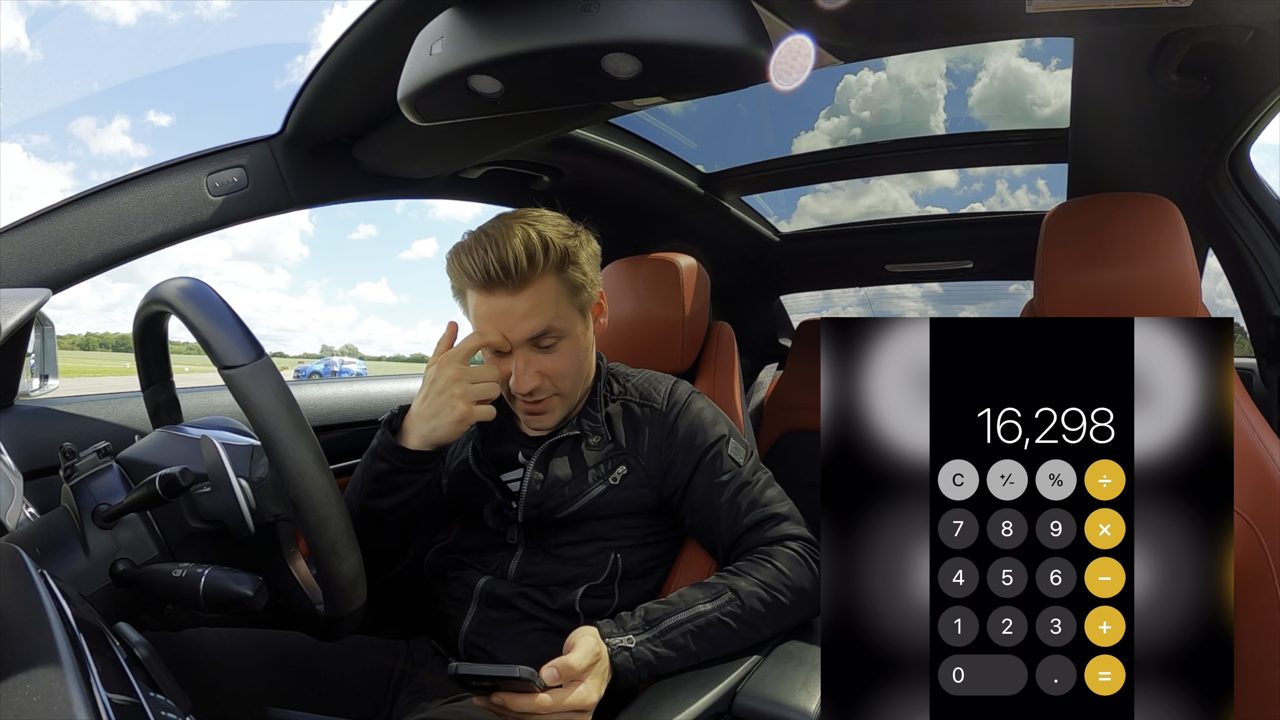 16,298
C +/- % ÷
7 8 9 ×
4 5 6 −
1 2 3 +
0 . =